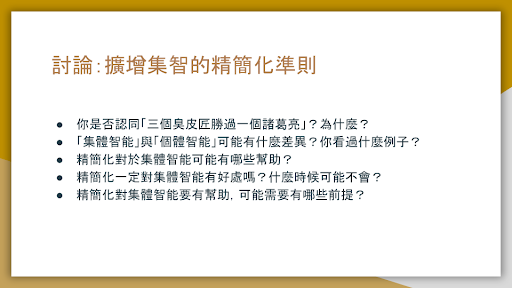 討論：擴增集智的精簡化準則
● 你是否認同「三個臭皮匠勝過一個諸葛亮」？為什麼？
● 「集體智能」與「個體智能」可能有什麼差異？你看過什麼例子？
● 精簡化對於集體智能可能有哪些幫助？
● 精簡化一定對集體智能有好處嗎？什麼時候可能不會？
● 精簡化對集體智能要有幫助，可能需要有哪些前提？